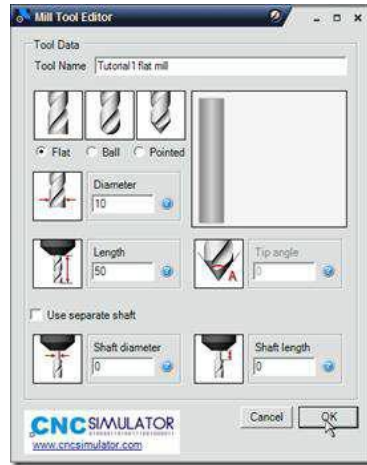 Mill Tool Editor
Tool Data
Tool Name Tutorial1 flat mill
Flat Ball Pointed
Diameter
10
Length
50
Tip angle
0
A
Use separate shaft
Shaft diameter
0
Shaft length
0
CNC SIMULATOR
www.cncsimulator.com
Cancel OK